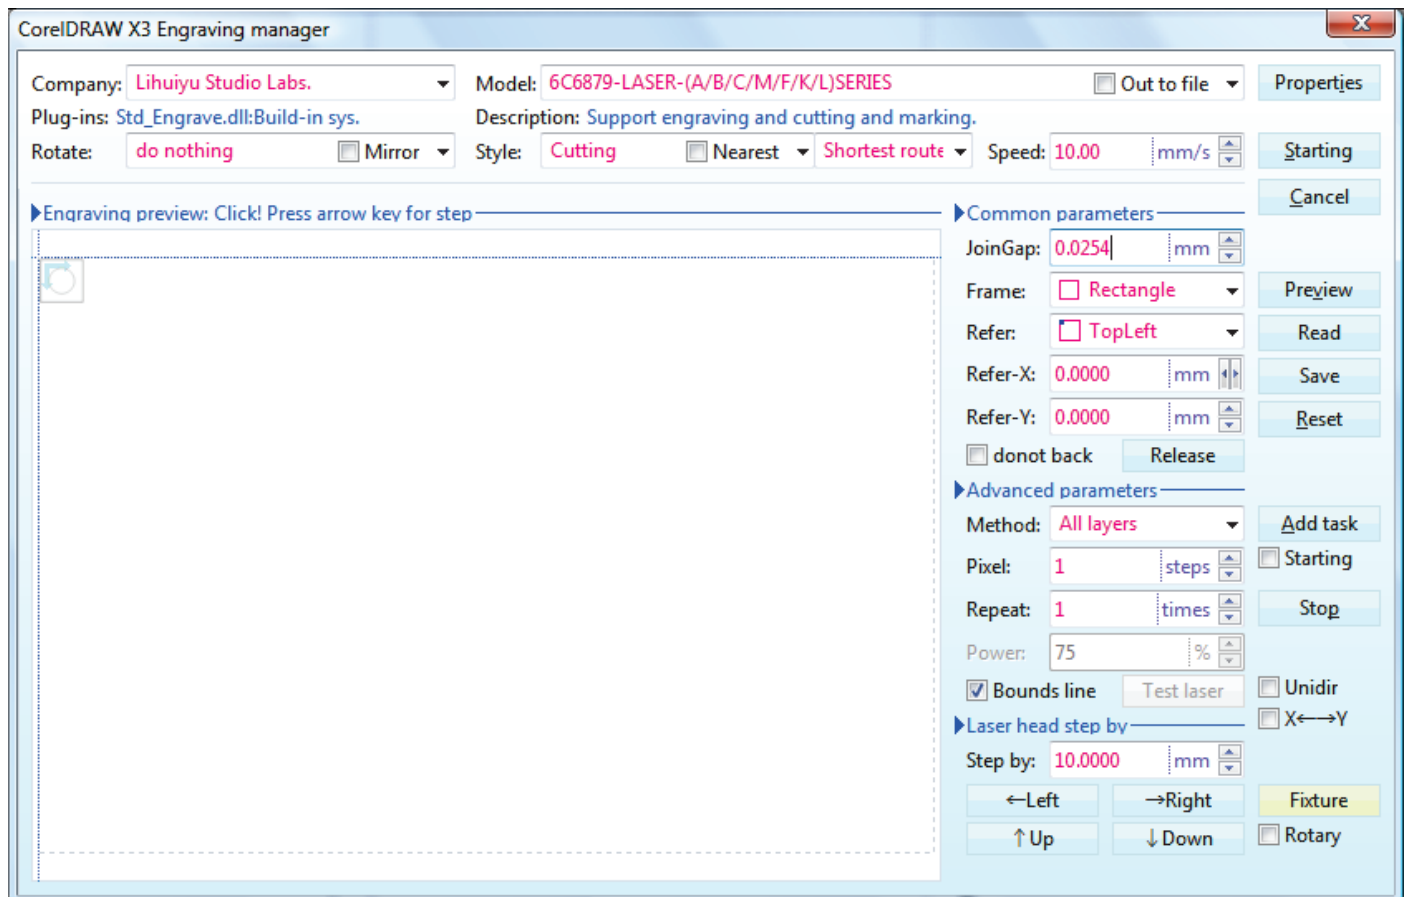 CorelDRAW X3 Engraving manager
X
Company: Lihuiyu Studio Labs. Model: 6C6879-LASER-(A/B/C/M/F/K/L)SERIES Out to file Properties
Plug-ins: Std_Engrave.dll:Build-in sys. Description: Support engraving and cutting and marking.
Rotate: do nothing Mirror Style: Cutting Nearest Shortest route Speed: 10.00 mm/s Starting
Cancel
Engraving preview: Click! Press arrow key for step Common parameters
JoinGap: 0.0254 mm
Frame: Rectangle Preview
Refer: TopLeft Read
Refer-X: 0.0000 mm Save
Refer-Y: 0.0000 mm Reset
donot back Release
Advanced parameters
Method: All layers Add task
Pixel: 1 steps Starting
Repeat: 1 times Stop
Power: 75 %
Bounds line Test laser Unidir
X←→Y
Laser head step by
Step by: 10.0000 mm
←Left →Right Fixture
↑Up ↓Down Rotary